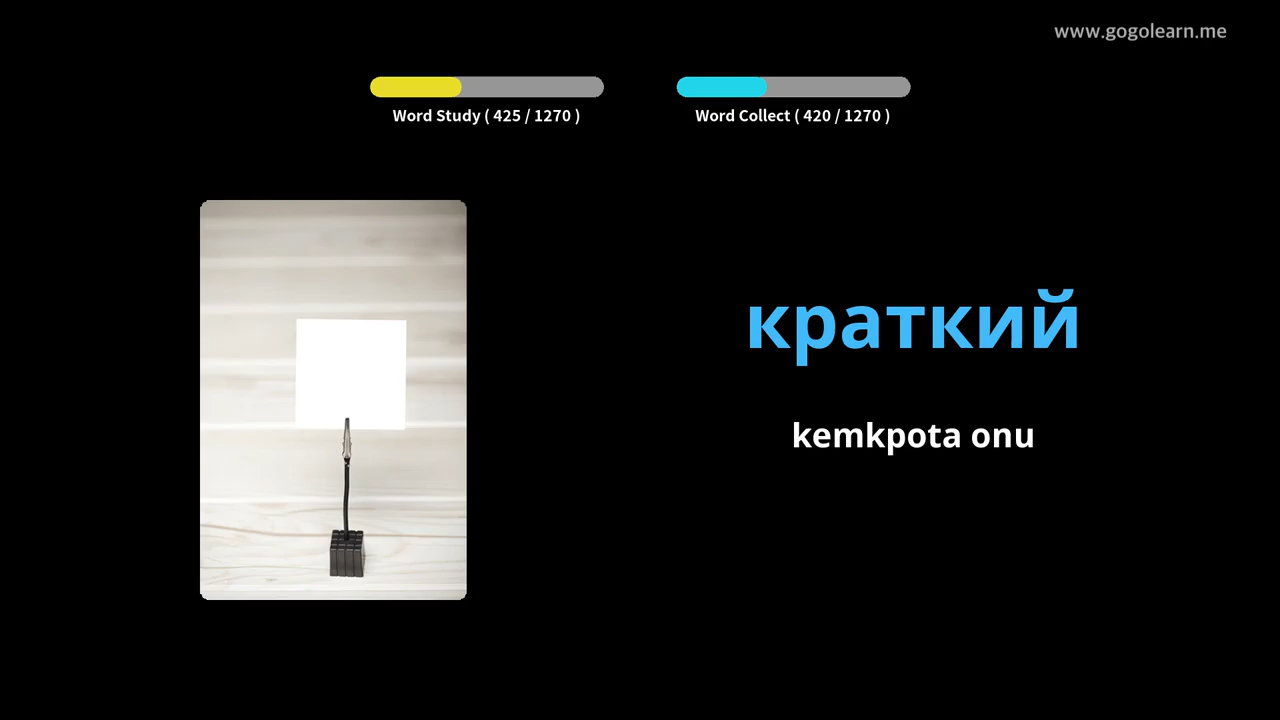 www.gogolearn.me
Word Study ( 425 / 1270 )
Word Collect ( 420 / 1270 )
краткий
kemkpota onu